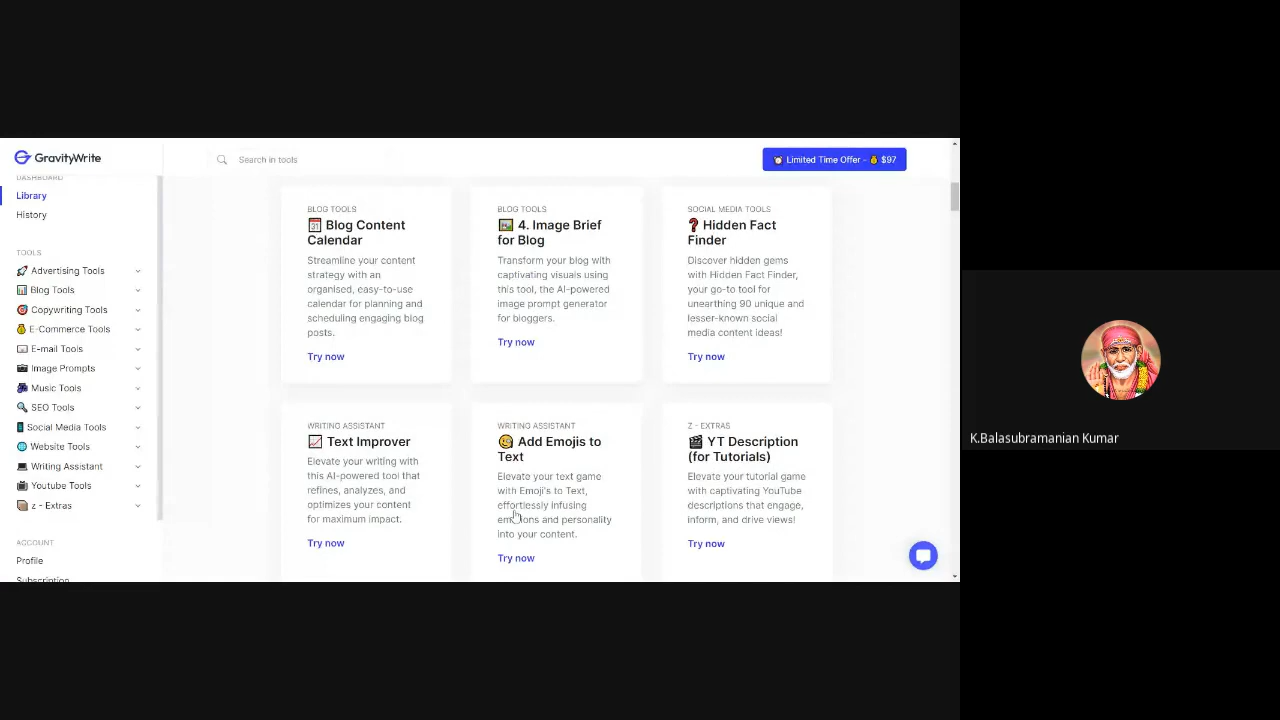 GravityWrite
Search in tools
Limited Time Offer - 💰 $97
DASHBOARD
Library
History
TOOLS
Advertising Tools
Blog Tools
Copywriting Tools
E-Commerce Tools
E-mail Tools
Image Prompts
Music Tools
SEO Tools
Social Media Tools
Website Tools
Writing Assistant
Youtube Tools
z - Extras
ACCOUNT
Profile
Subscription
BLOG TOOLS
Blog Content
Calendar
Streamline your content
strategy with an
organised, easy-to-use
calendar for planning and
scheduling engaging blog
posts.
Try now
BLOG TOOLS
4. Image Brief
for Blog
Transform your blog with
captivating visuals using
this tool, the AI-powered
image prompt generator
for bloggers.
Try now
SOCIAL MEDIA TOOLS
❓ Hidden Fact
Finder
Discover hidden gems
with Hidden Fact Finder,
your go-to tool for
unearthing 90 unique and
lesser-known social
media content ideas!
Try now
WRITING ASSISTANT
Text Improver
Elevate your writing with
this AI-powered tool that
refines, analyzes, and
optimizes your content
for maximum impact.
Try now
WRITING ASSISTANT
Add Emojis to
Text
Elevate your text game
with Emoji's to Text,
effortlessly infusing
emotions and personality
into your content.
Try now
Z - EXTRAS
YT Description
(for Tutorials)
Elevate your tutorial game
with captivating YouTube
descriptions that engage,
inform, and drive views!
Try now
K.Balasubramanian Kumar